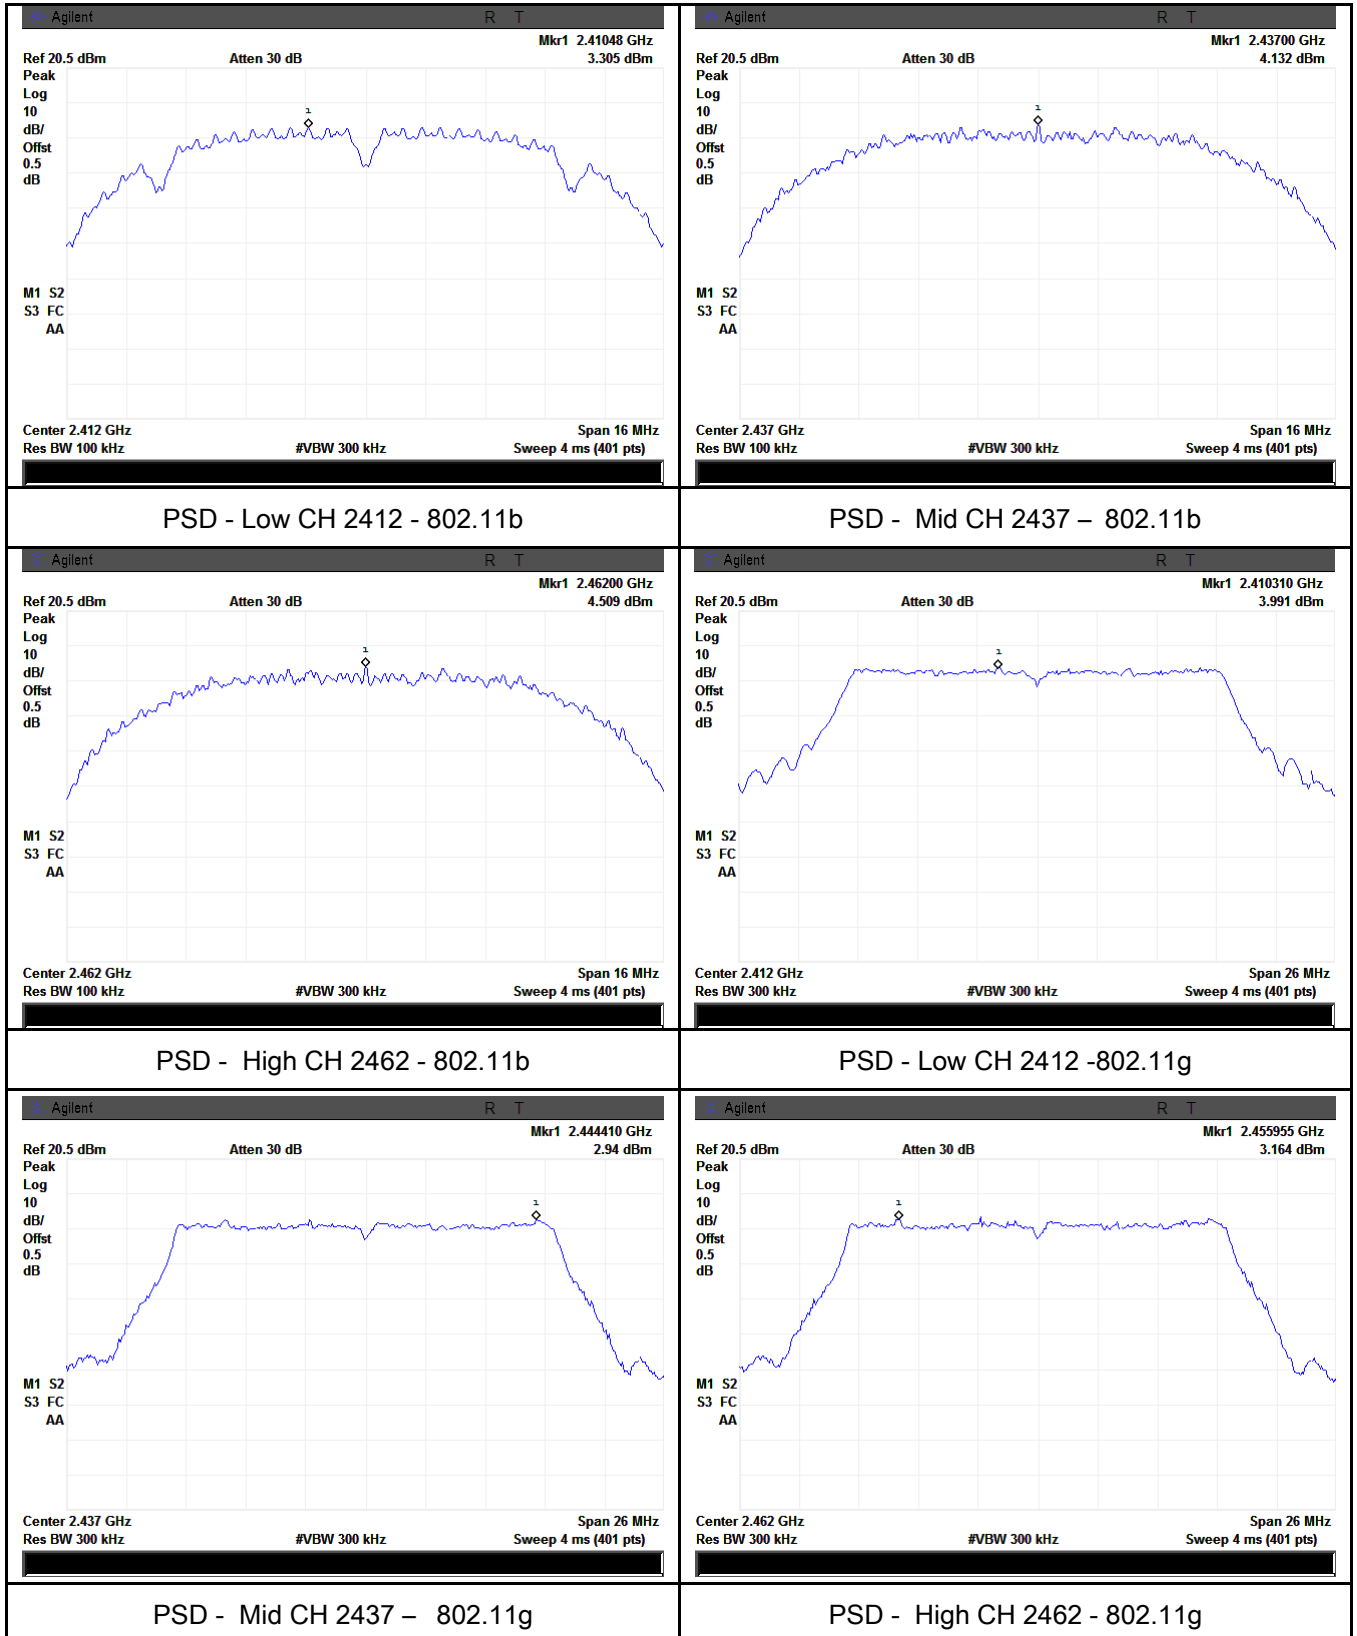 Agilent R T
Mkr1 2.41048 GHz
Ref 20.5 dBm Atten 30 dB 3.305 dBm
Peak
Log
10
dB/
Offst
0.5
dB
1
M1 S2
S3 FC
AA
Center 2.412 GHz Span 16 MHz
Res BW 100 kHz #VBW 300 kHz Sweep 4 ms (401 pts)
PSD - Low CH 2412 - 802.11b
Agilent R T
Mkr1 2.43700 GHz
Ref 20.5 dBm Atten 30 dB 4.132 dBm
Peak
Log
10
dB/
Offst
0.5
dB
1
M1 S2
S3 FC
AA
Center 2.437 GHz Span 16 MHz
Res BW 100 kHz #VBW 300 kHz Sweep 4 ms (401 pts)
PSD - Mid CH 2437 – 802.11b
Agilent R T
Mkr1 2.46200 GHz
Ref 20.5 dBm Atten 30 dB 4.509 dBm
Peak
Log
10
dB/
Offst
0.5
dB
1
M1 S2
S3 FC
AA
Center 2.462 GHz Span 16 MHz
Res BW 100 kHz #VBW 300 kHz Sweep 4 ms (401 pts)
PSD - High CH 2462 - 802.11b
Agilent R T
Mkr1 2.410310 GHz
Ref 20.5 dBm Atten 30 dB 3.991 dBm
Peak
Log
10
dB/
Offst
0.5
dB
1
M1 S2
S3 FC
AA
Center 2.412 GHz Span 26 MHz
Res BW 300 kHz #VBW 300 kHz Sweep 4 ms (401 pts)
PSD - Low CH 2412 -802.11g
Agilent R T
Mkr1 2.444410 GHz
Ref 20.5 dBm Atten 30 dB 2.94 dBm
Peak
Log
10
dB/
Offst
0.5
dB
1
M1 S2
S3 FC
AA
Center 2.437 GHz Span 26 MHz
Res BW 300 kHz #VBW 300 kHz Sweep 4 ms (401 pts)
PSD - Mid CH 2437 – 802.11g
Agilent R T
Mkr1 2.455955 GHz
Ref 20.5 dBm Atten 30 dB 3.164 dBm
Peak
Log
10
dB/
Offst
0.5
dB
1
M1 S2
S3 FC
AA
Center 2.462 GHz Span 26 MHz
Res BW 300 kHz #VBW 300 kHz Sweep 4 ms (401 pts)
PSD - High CH 2462 - 802.11g